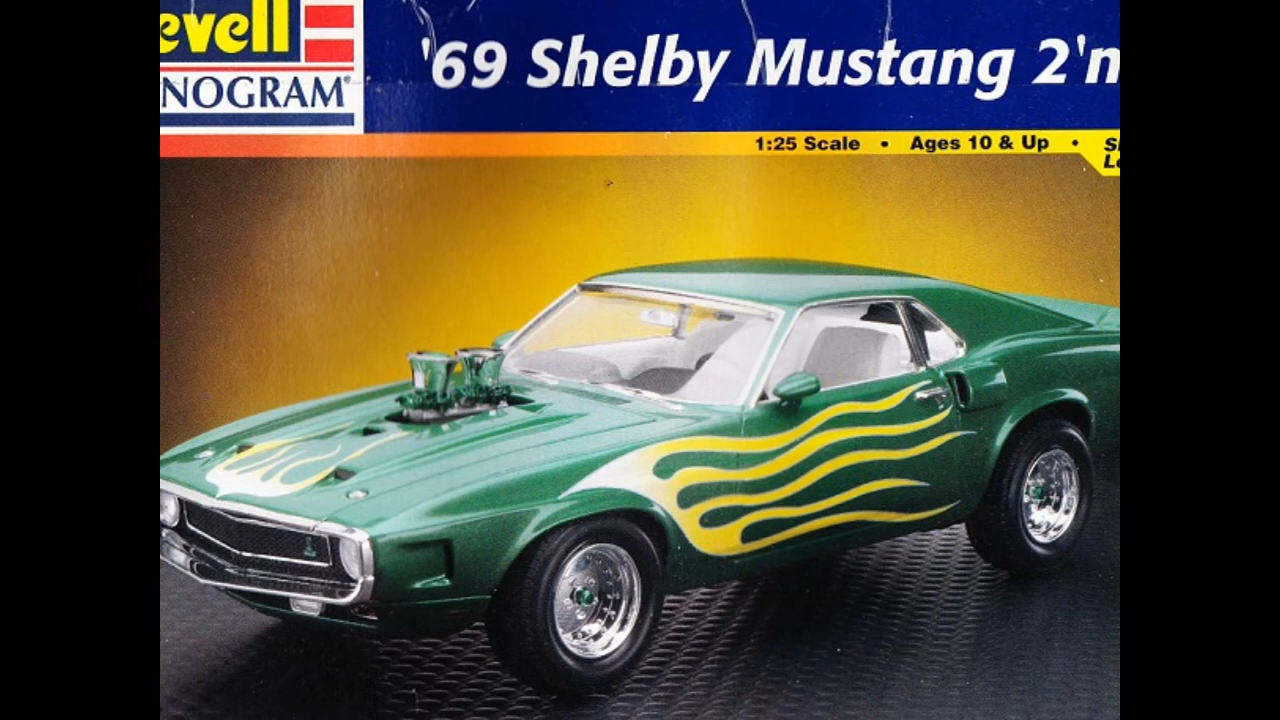 evell
NOGRAM®
'69 Shelby Mustang 2'n
1:25 Scale • Ages 10 & Up •